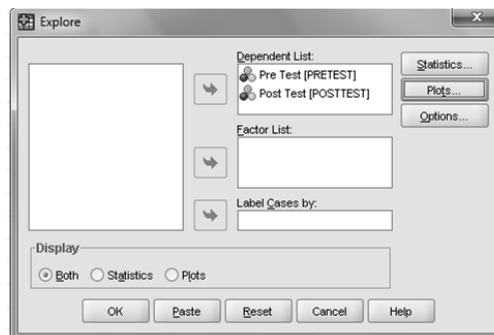 Explore
Dependent List:
Pre Test [PRETEST]
Post Test [POSTTEST]
Statistics...
Plots...
Options...
Factor List:
Label Cases by:
Display
Both Statistics Plots
OK Paste Reset Cancel Help